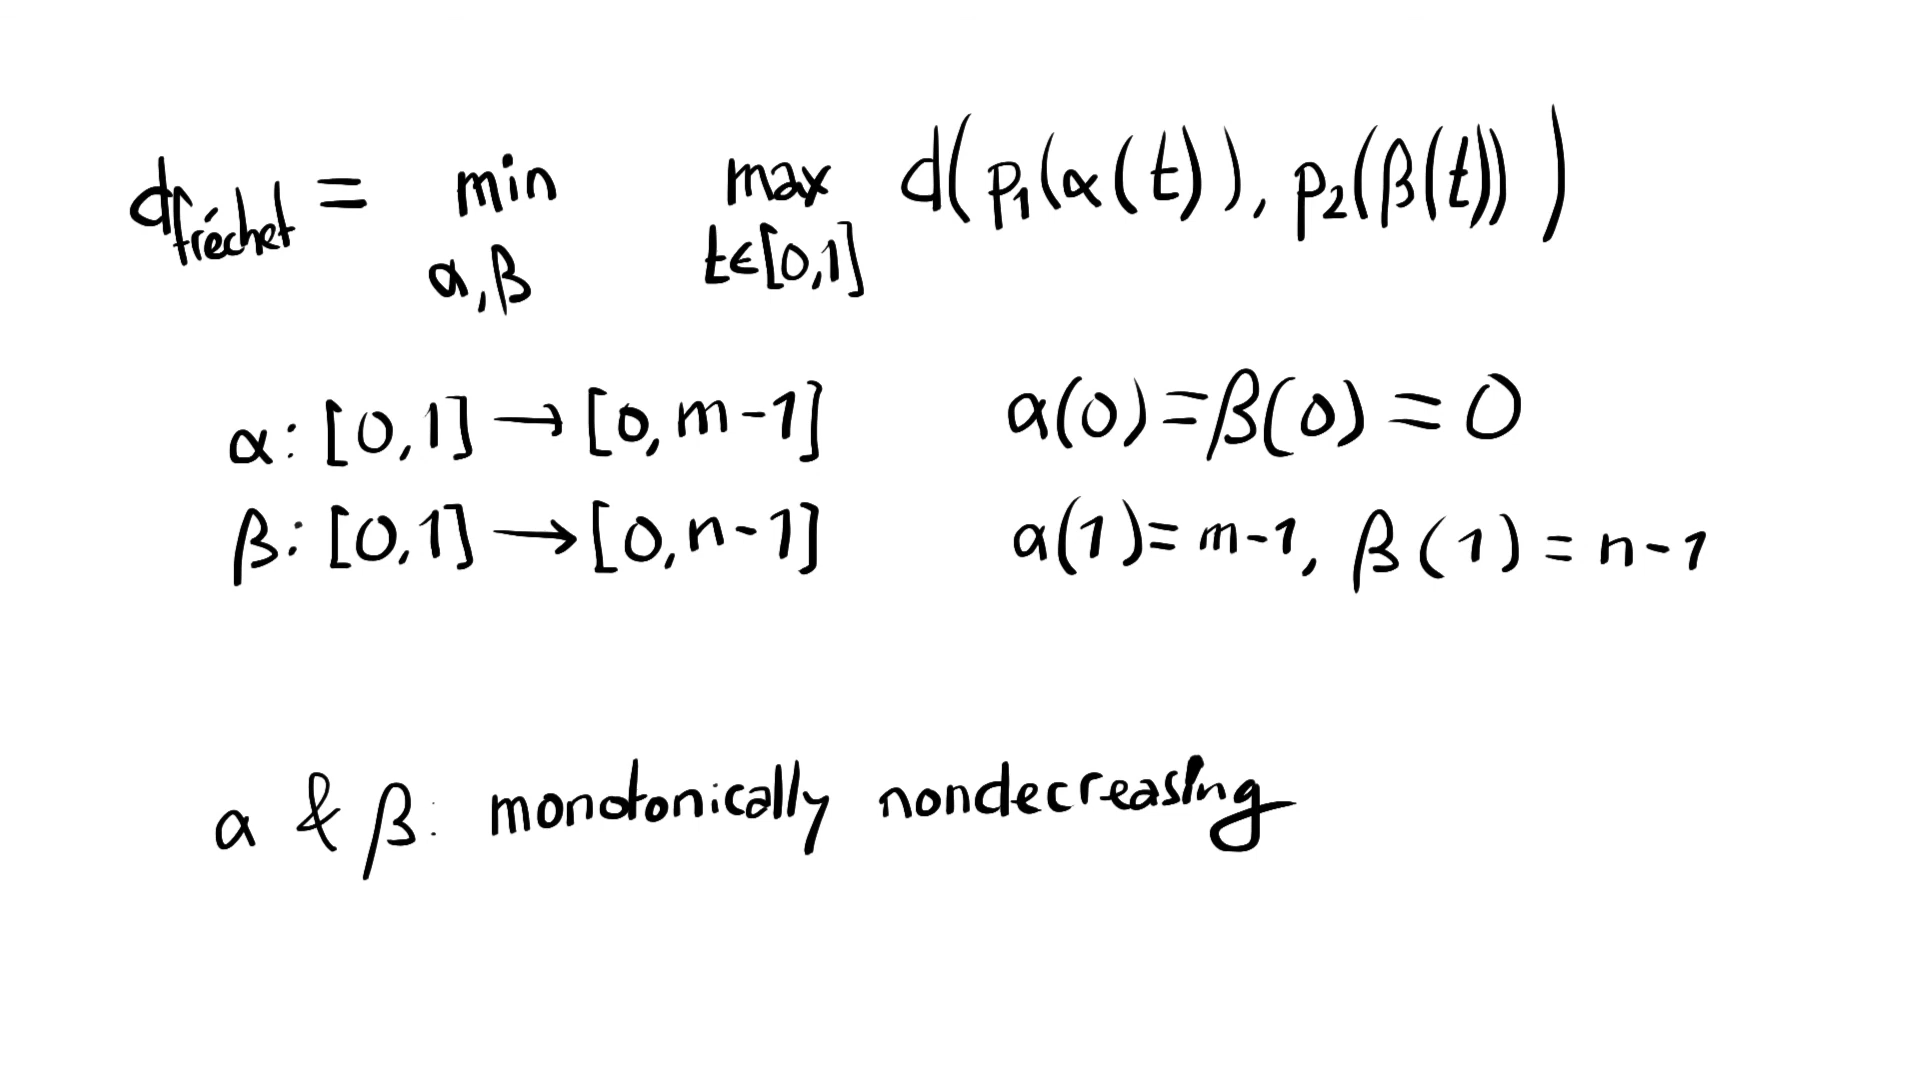 d_fréchet = min_{α,β} max_{t∈[0,1]} d(p₁(α(t)), p₂(β(t)))
α: [0,1] → [0, m-1] α(0)=β(0)=0
β: [0,1] → [0, n-1] α(1)= m-1, β(1)= n-1
α & β: monotonically nondecreasing